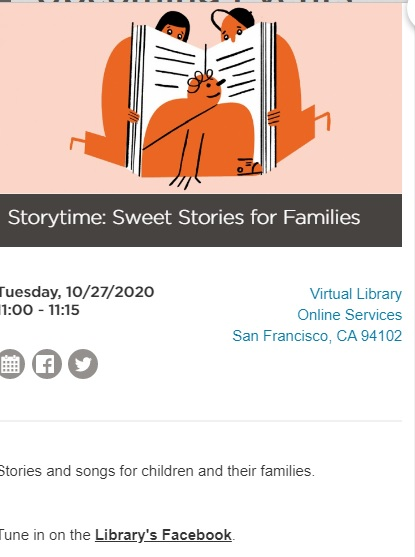 Storytime: Sweet Stories for Families
Tuesday, 10/27/2020
11:00 - 11:15
Virtual Library
Online Services
San Francisco, CA 94102
Stories and songs for children and their families.
Tune in on the Library's Facebook.